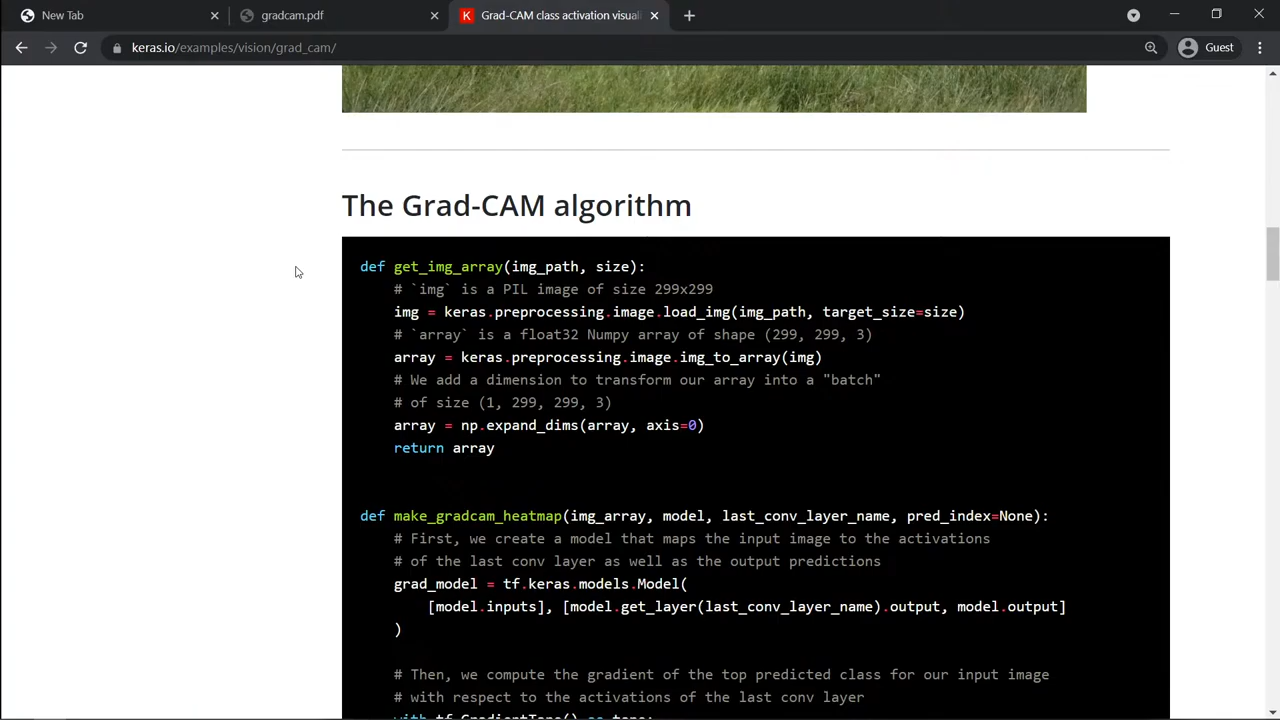 New Tab
gradcam.pdf
K Grad-CAM class activation visuali
keras.io/examples/vision/grad_cam/
Guest
The Grad-CAM algorithm
def get_img_array(img_path, size):
# `img` is a PIL image of size 299x299
img = keras.preprocessing.image.load_img(img_path, target_size=size)
# `array` is a float32 Numpy array of shape (299, 299, 3)
array = keras.preprocessing.image.img_to_array(img)
# We add a dimension to transform our array into a "batch"
# of size (1, 299, 299, 3)
array = np.expand_dims(array, axis=0)
return array
def make_gradcam_heatmap(img_array, model, last_conv_layer_name, pred_index=None):
# First, we create a model that maps the input image to the activations
# of the last conv layer as well as the output predictions
grad_model = tf.keras.models.Model(
[model.inputs], [model.get_layer(last_conv_layer_name).output, model.output]
)
# Then, we compute the gradient of the top predicted class for our input image
# with respect to the activations of the last conv layer
with tf.GradientTape() as tape: